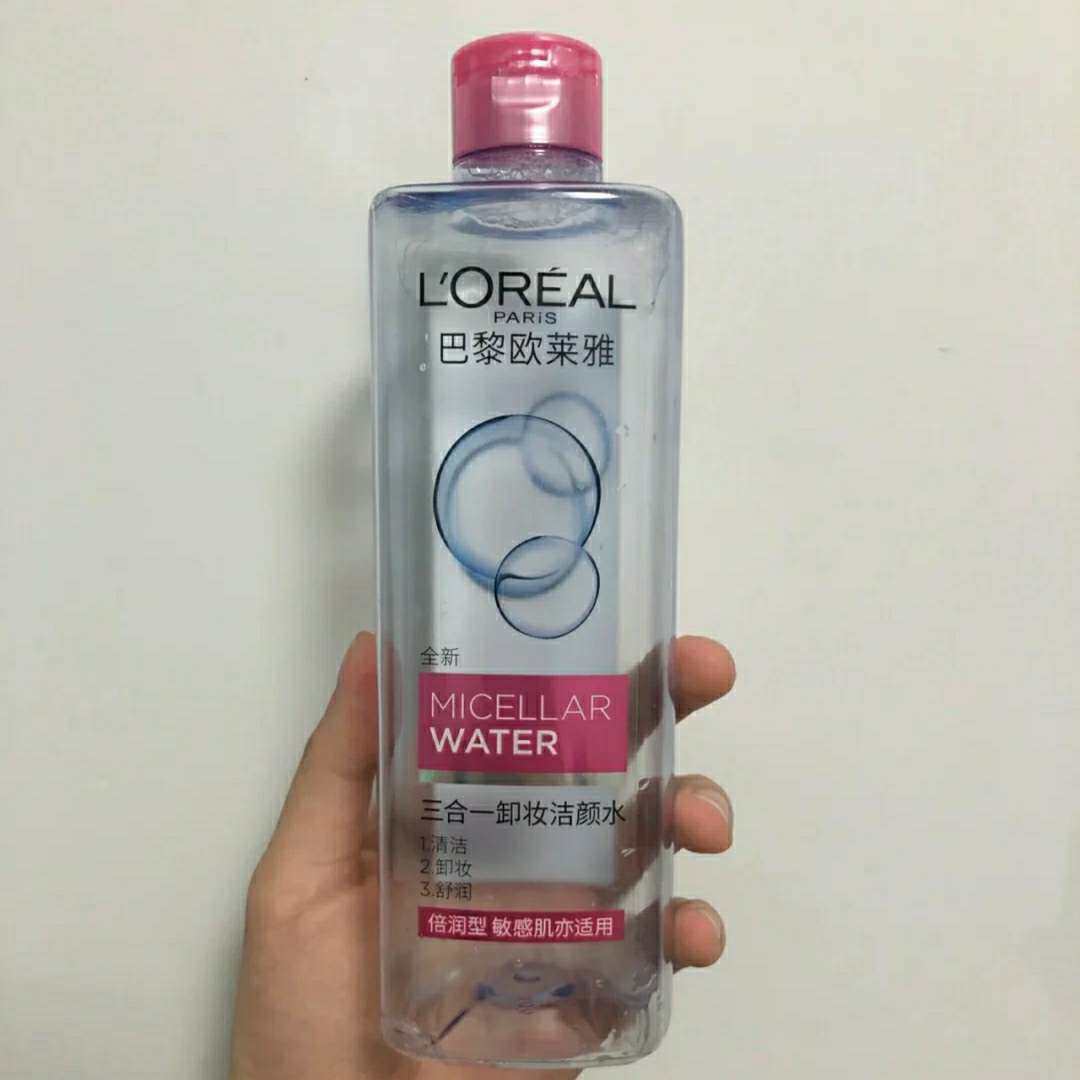 L'ORÉAL
PARiS
巴黎欧莱雅
全新
MICELLAR
WATER
三合一卸妆洁颜水
1.清洁
2.卸妆
3.舒润
倍润型 敏感肌亦适用